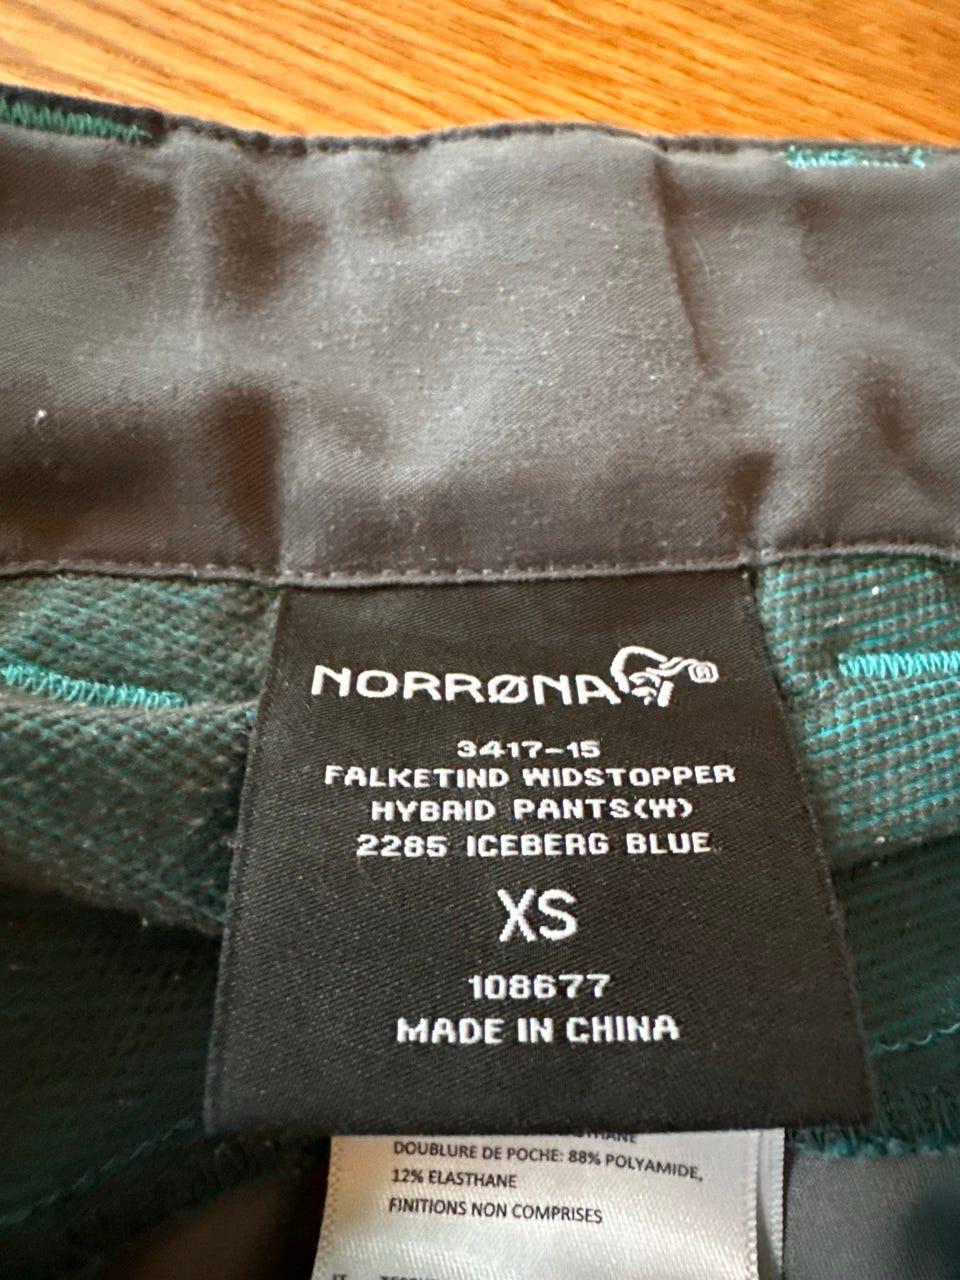 NORRØNA®
3417-15
FALKETIND WIDSTOPPER
HYBRID PANTS(W)
2285 ICEBERG BLUE
XS
108677
MADE IN CHINA
DOUBLURE DE POCHE: 88% POLYAMIDE,
12% ELASTHANE
FINITIONS NON COMPRISES